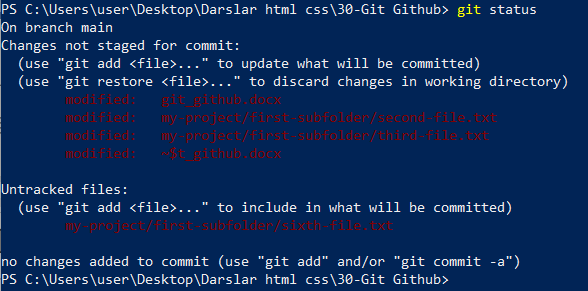 PS C:\Users\user\Desktop\Darslar html css\30-Git Github> git status
On branch main
Changes not staged for commit:
  (use "git add <file>..." to update what will be committed)
  (use "git restore <file>..." to discard changes in working directory)
        modified:   git_github.docx
        modified:   my-project/first-subfolder/second-file.txt
        modified:   my-project/first-subfolder/third-file.txt
        modified:   ~$t_github.docx

Untracked files:
  (use "git add <file>..." to include in what will be committed)
        my-project/first-subfolder/sixth-file.txt

no changes added to commit (use "git add" and/or "git commit -a")
PS C:\Users\user\Desktop\Darslar html css\30-Git Github>